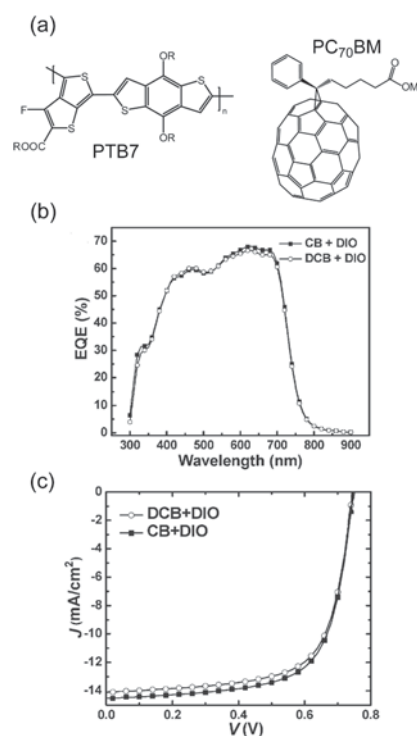 (a)
OR
S
S
F
S
n
S
ROOC
OR
PTB7
O
OM
PC70BM
(b)
70
60
50
40
30
20
10
0
EQE (%)
CB + DIO
DCB + DIO
300 400 500 600 700 800 900
Wavelength (nm)
(c)
0
-2
-4
-6
-8
-10
-12
-14
J (mA/cm²)
DCB+DIO
CB+DIO
0.0 0.2 0.4 0.6 0.8
V (V)